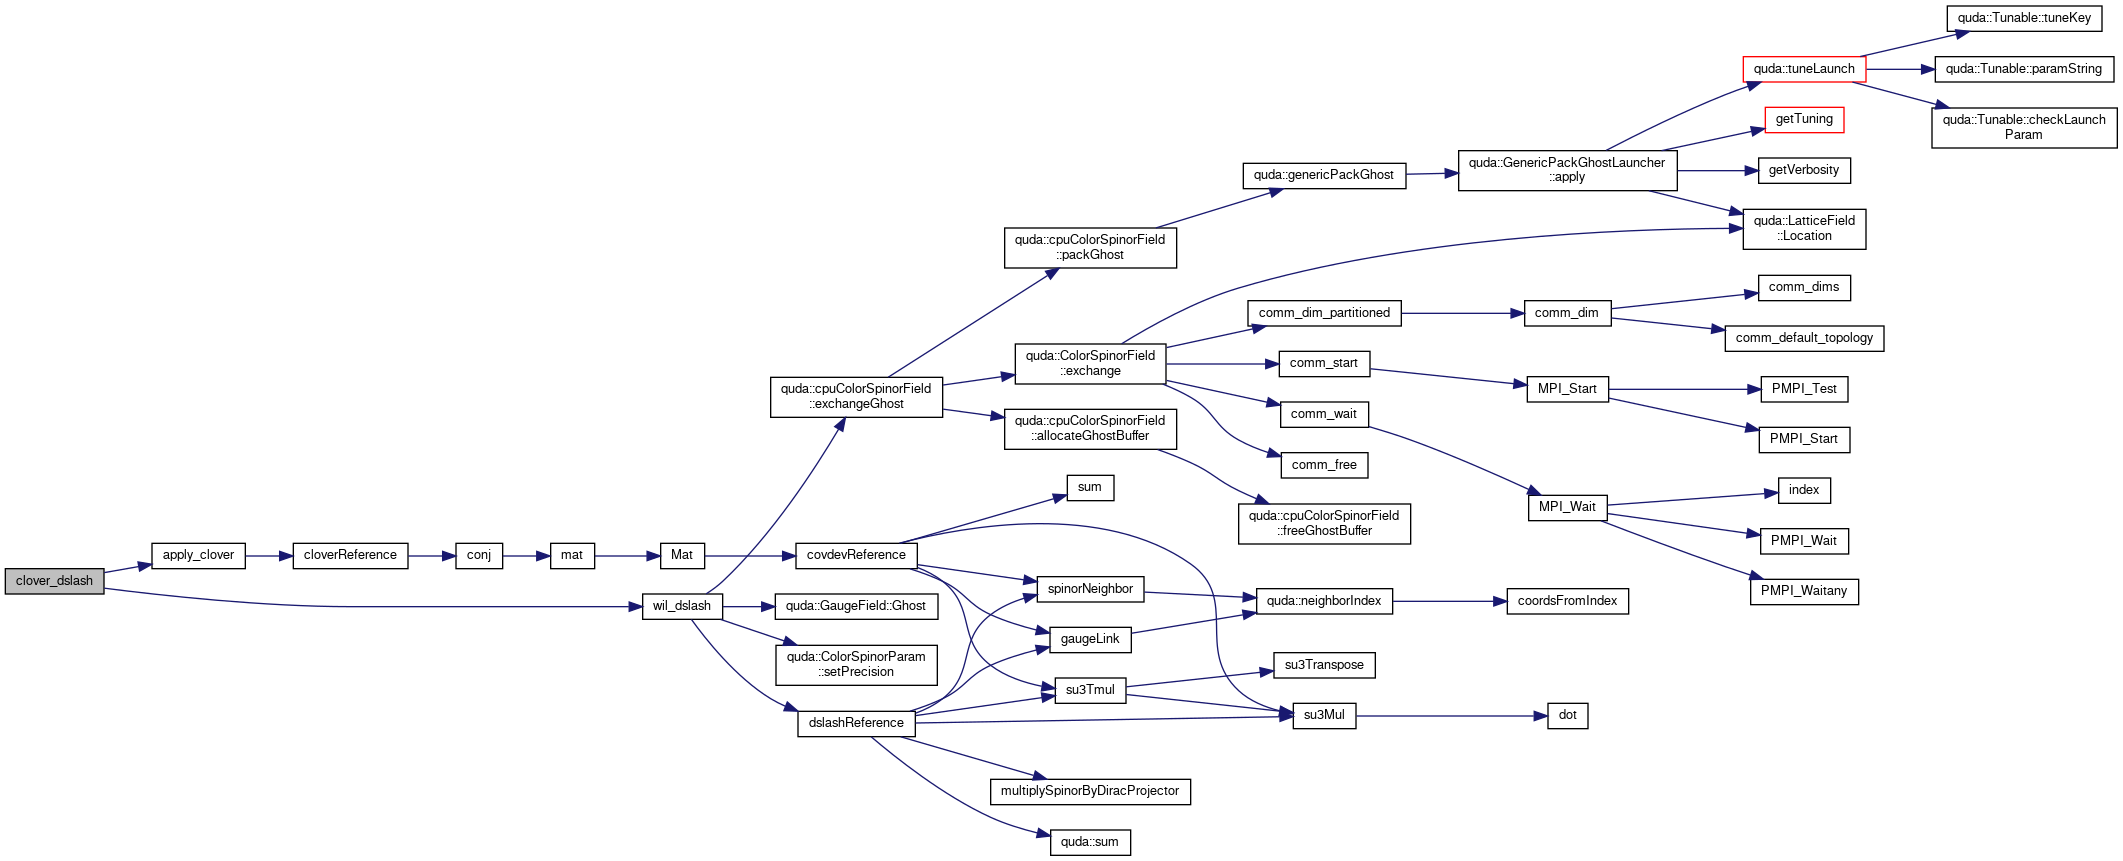 clover_dslash
apply_clover
cloverReference
conj
mat
Mat
covdevReference
wil_dslash
quda::cpuColorSpinorField
::exchangeGhost
quda::GaugeField::Ghost
quda::ColorSpinorParam
::setPrecision
dslashReference
quda::cpuColorSpinorField
::packGhost
quda::ColorSpinorField
::exchange
quda::cpuColorSpinorField
::allocateGhostBuffer
sum
spinorNeighbor
gaugeLink
su3Tmul
multiplySpinorByDiracProjector
quda::sum
quda::genericPackGhost
comm_dim_partitioned
comm_start
comm_wait
comm_free
quda::cpuColorSpinorField
::freeGhostBuffer
quda::neighborIndex
su3Transpose
su3Mul
quda::GenericPackGhostLauncher
::apply
comm_dim
MPI_Start
MPI_Wait
coordsFromIndex
dot
quda::tuneLaunch
getTuning
getVerbosity
quda::LatticeField
::Location
comm_dims
comm_default_topology
PMPI_Test
PMPI_Start
index
PMPI_Wait
PMPI_Waitany
quda::Tunable::tuneKey
quda::Tunable::paramString
quda::Tunable::checkLaunch
Param